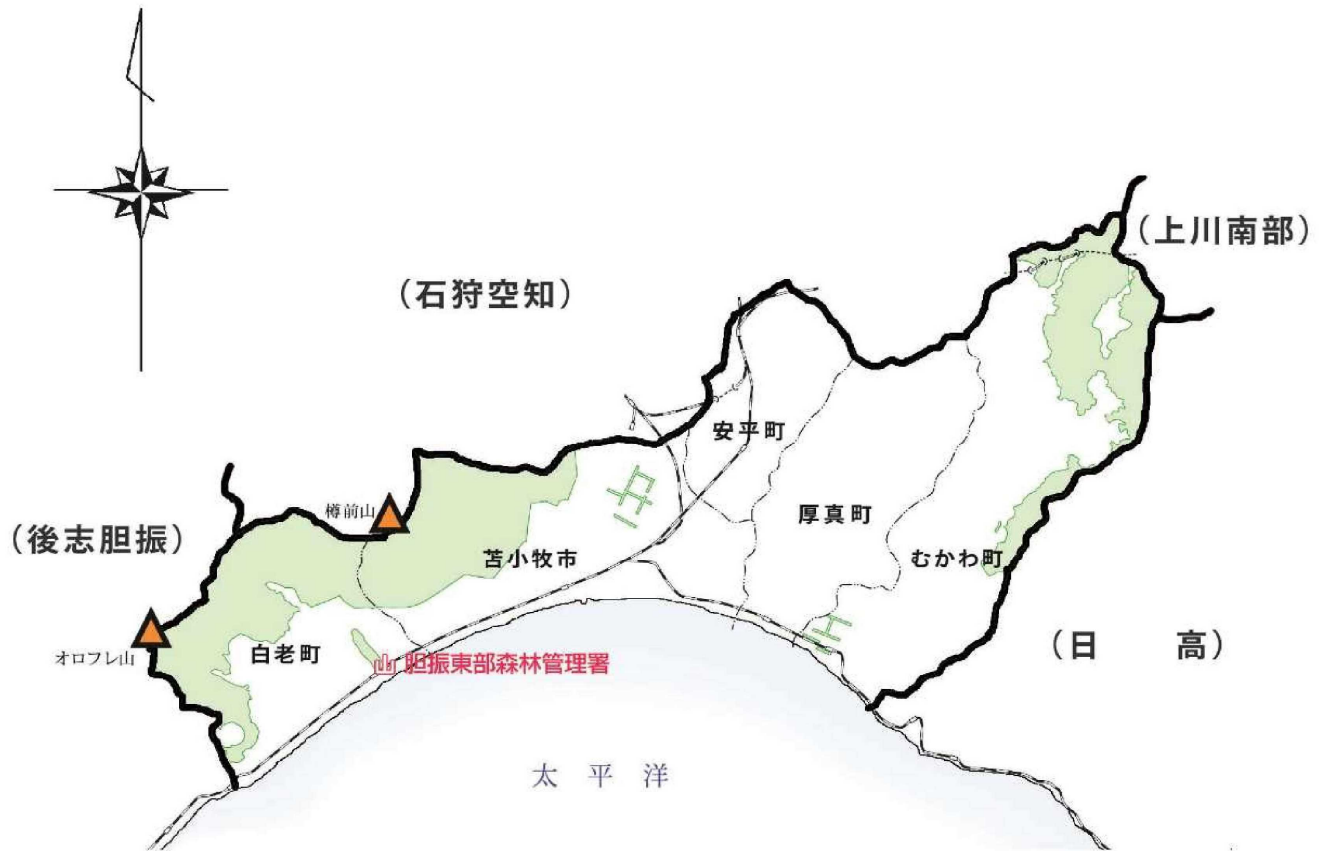 （上川南部）
（石狩空知）
安平町
樽前山
厚真町
（後志胆振）
苫小牧市
むかわ町
オロフレ山
白老町
胆振東部森林管理署
（日　　高）
太　平　洋